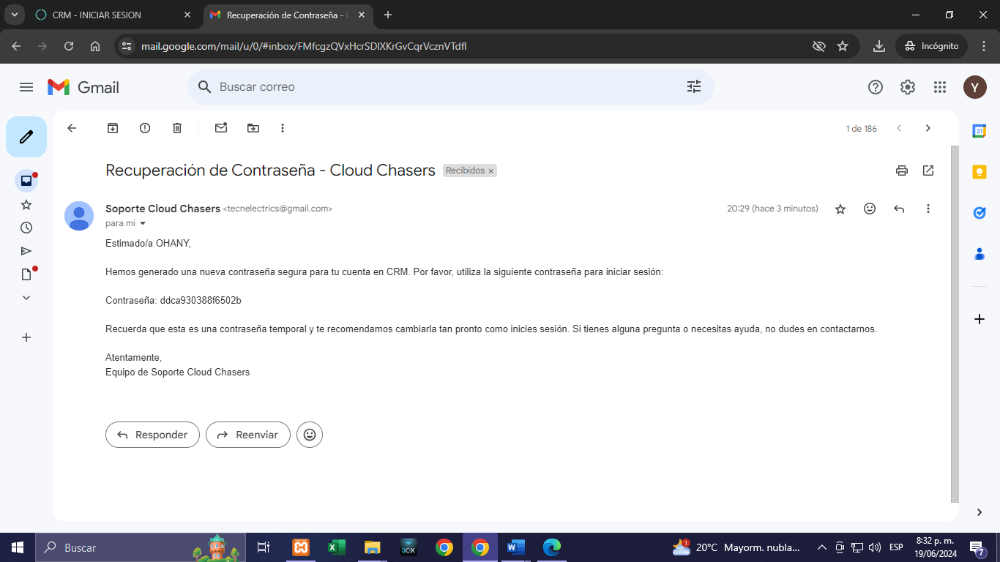 CRM - INICIAR SESION
Recuperación de Contraseña - C
mail.google.com/mail/u/0/#inbox/FMfcgzQVxHcrSDlXKrGvCqrVcznVTdfl
Incógnito
Gmail
Buscar correo
Y
1 de 186
31
Recuperación de Contraseña - Cloud Chasers
Recibidos ×
Soporte Cloud Chasers <tecnelectrics@gmail.com>
20:29 (hace 3 minutos)
para mí
Estimado/a OHANY,
Hemos generado una nueva contraseña segura para tu cuenta en CRM. Por favor, utiliza la siguiente contraseña para iniciar sesión:
Contraseña: ddca930388f6502b
Recuerda que esta es una contraseña temporal y te recomendamos cambiarla tan pronto como inicies sesión. Si tienes alguna pregunta o necesitas ayuda, no dudes en contactarnos.
Atentamente,
Equipo de Soporte Cloud Chasers
Responder
Reenviar
Buscar
3CX
1
20°C Mayorm. nubla...
ESP
8:32 p. m.
19/06/2024
7